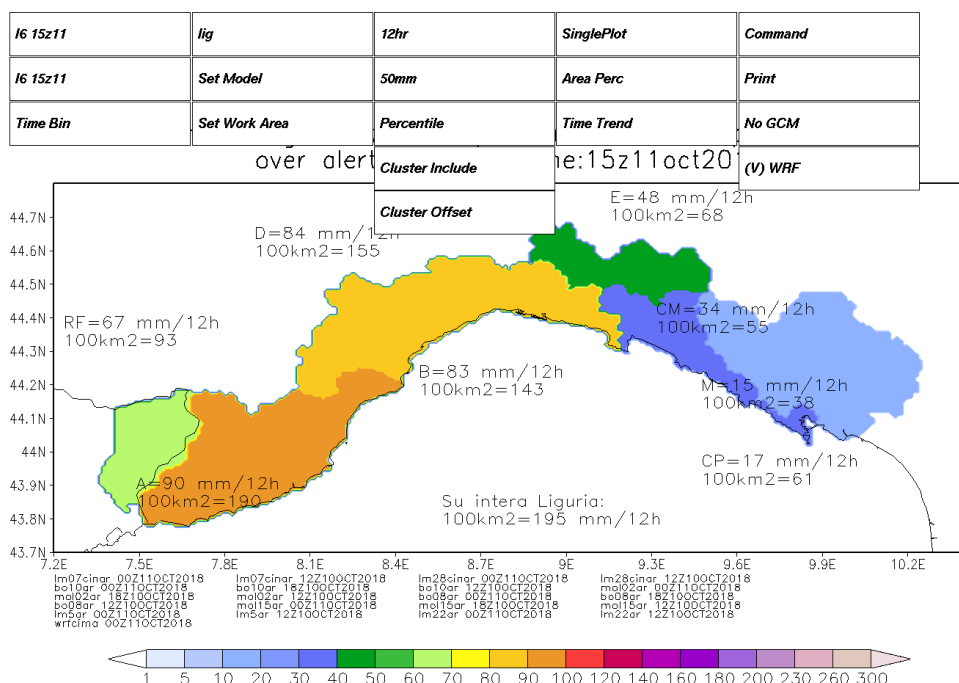 I6 15z11 lig 12hr SinglePlot Command
I6 15z11 Set Model 50mm Area Perc Print
Time Bin Set Work Area Percentile Time Trend No GCM
Cluster Include (V) WRF
over alert ne:15z11oct201
Cluster Offset
E=48 mm/12h
100km2=68
D=84 mm/12h
100km2=155
RF=67 mm/12h
100km2=93
CM=34 mm/12h
100km2=55
B=83 mm/12h
100km2=143
M=15 mm/12h
100km2=38
CP=17 mm/12h
100km2=61
A=90 mm/12h
100km2=190
Su intera Liguria:
100km2=195 mm/12h
44.7N
44.6N
44.5N
44.4N
44.3N
44.2N
44.1N
44N
43.9N
43.8N
43.7N
7.2E 7.5E 7.8E 8.1E 8.4E 8.7E 9E 9.3E 9.6E 9.9E 10.2E
lm07cinar 00Z11OCT2018 lm07cinar 12Z10OCT2018 lm28cinar 00Z11OCT2018 lm28cinar 12Z10OCT2018
bo10ar 00Z11OCT2018 bo10ar 18Z10OCT2018 bo10ar 12Z10OCT2018 mol02ar 00Z11OCT2018
mol02ar 18Z10OCT2018 mol02ar 12Z10OCT2018 bo08ar 00Z11OCT2018 bo08ar 18Z10OCT2018
bo08ar 12Z10OCT2018 mol15ar 00Z11OCT2018 mol15ar 18Z10OCT2018 mol15ar 12Z10OCT2018
lm5ar 00Z11OCT2018 lm5ar 12Z10OCT2018 lm22ar 00Z11OCT2018 lm22ar 12Z10OCT2018
wrfcima 00Z11OCT2018
1 5 10 20 30 40 50 60 70 80 90 100 120 140 160 180 200 230 260 300